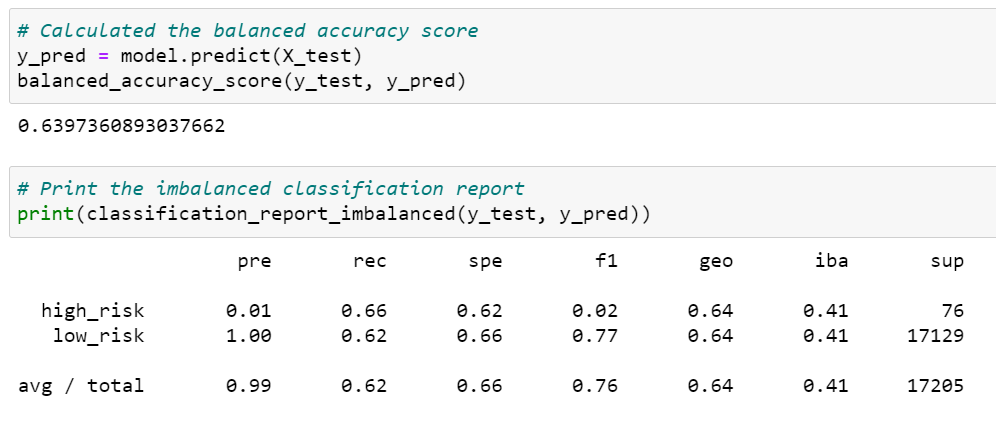 # Calculated the balanced accuracy score
y_pred = model.predict(X_test)
balanced_accuracy_score(y_test, y_pred)
0.6397360893037662
# Print the imbalanced classification report
print(classification_report_imbalanced(y_test, y_pred))
pre rec spe f1 geo iba sup
high_risk 0.01 0.66 0.62 0.02 0.64 0.41 76
low_risk 1.00 0.62 0.66 0.77 0.64 0.41 17129
avg / total 0.99 0.62 0.66 0.76 0.64 0.41 17205